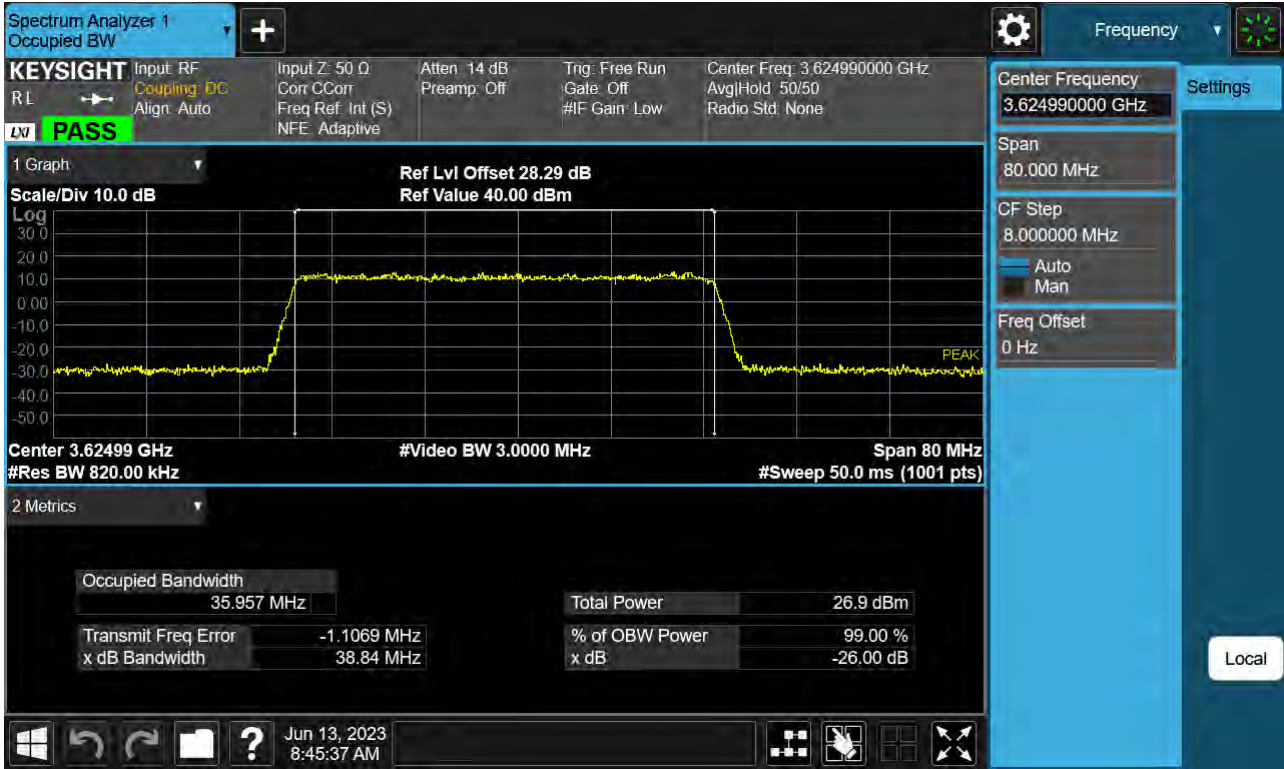 Spectrum Analyzer 1
Occupied BW
+
Frequency
KEYSIGHT
RL
LXI
PASS
Input: RF
Coupling: DC
Align: Auto
Input Z: 50 Ω
Corr CCorr
Freq Ref: Int (S)
NFE: Adaptive
Atten: 14 dB
Preamp: Off
Trig: Free Run
Gate: Off
#IF Gain: Low
Center Freq: 3.624990000 GHz
Avg|Hold: 50/50
Radio Std: None
Center Frequency
3.624990000 GHz
Settings
Span
80.000 MHz
CF Step
8.000000 MHz
Auto
Man
Freq Offset
0 Hz
Local
1 Graph
Scale/Div 10.0 dB
Ref Lvl Offset 28.29 dB
Ref Value 40.00 dBm
Log
30.0
20.0
10.0
0.00
-10.0
-20.0
-30.0
-40.0
-50.0
PEAK
Center 3.62499 GHz
#Video BW 3.0000 MHz
Span 80 MHz
#Res BW 820.00 kHz
#Sweep 50.0 ms (1001 pts)
2 Metrics
Occupied Bandwidth
35.957 MHz
Total Power 26.9 dBm
Transmit Freq Error -1.1069 MHz
% of OBW Power 99.00 %
x dB Bandwidth 38.84 MHz
x dB -26.00 dB
?
Jun 13, 2023
8:45:37 AM